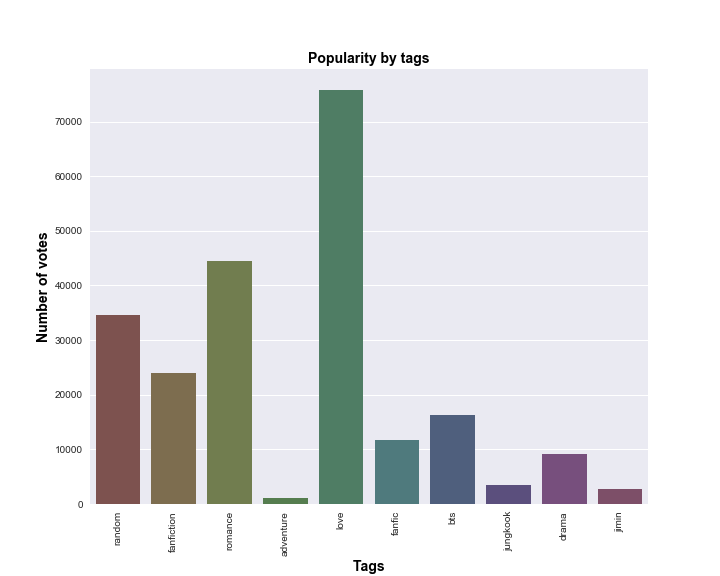 Popularity by tags
Number of votes
70000
60000
50000
40000
30000
20000
10000
0
random
fanfiction
romance
adventure
love
fanfic
bts
jungkook
drama
jimin
Tags